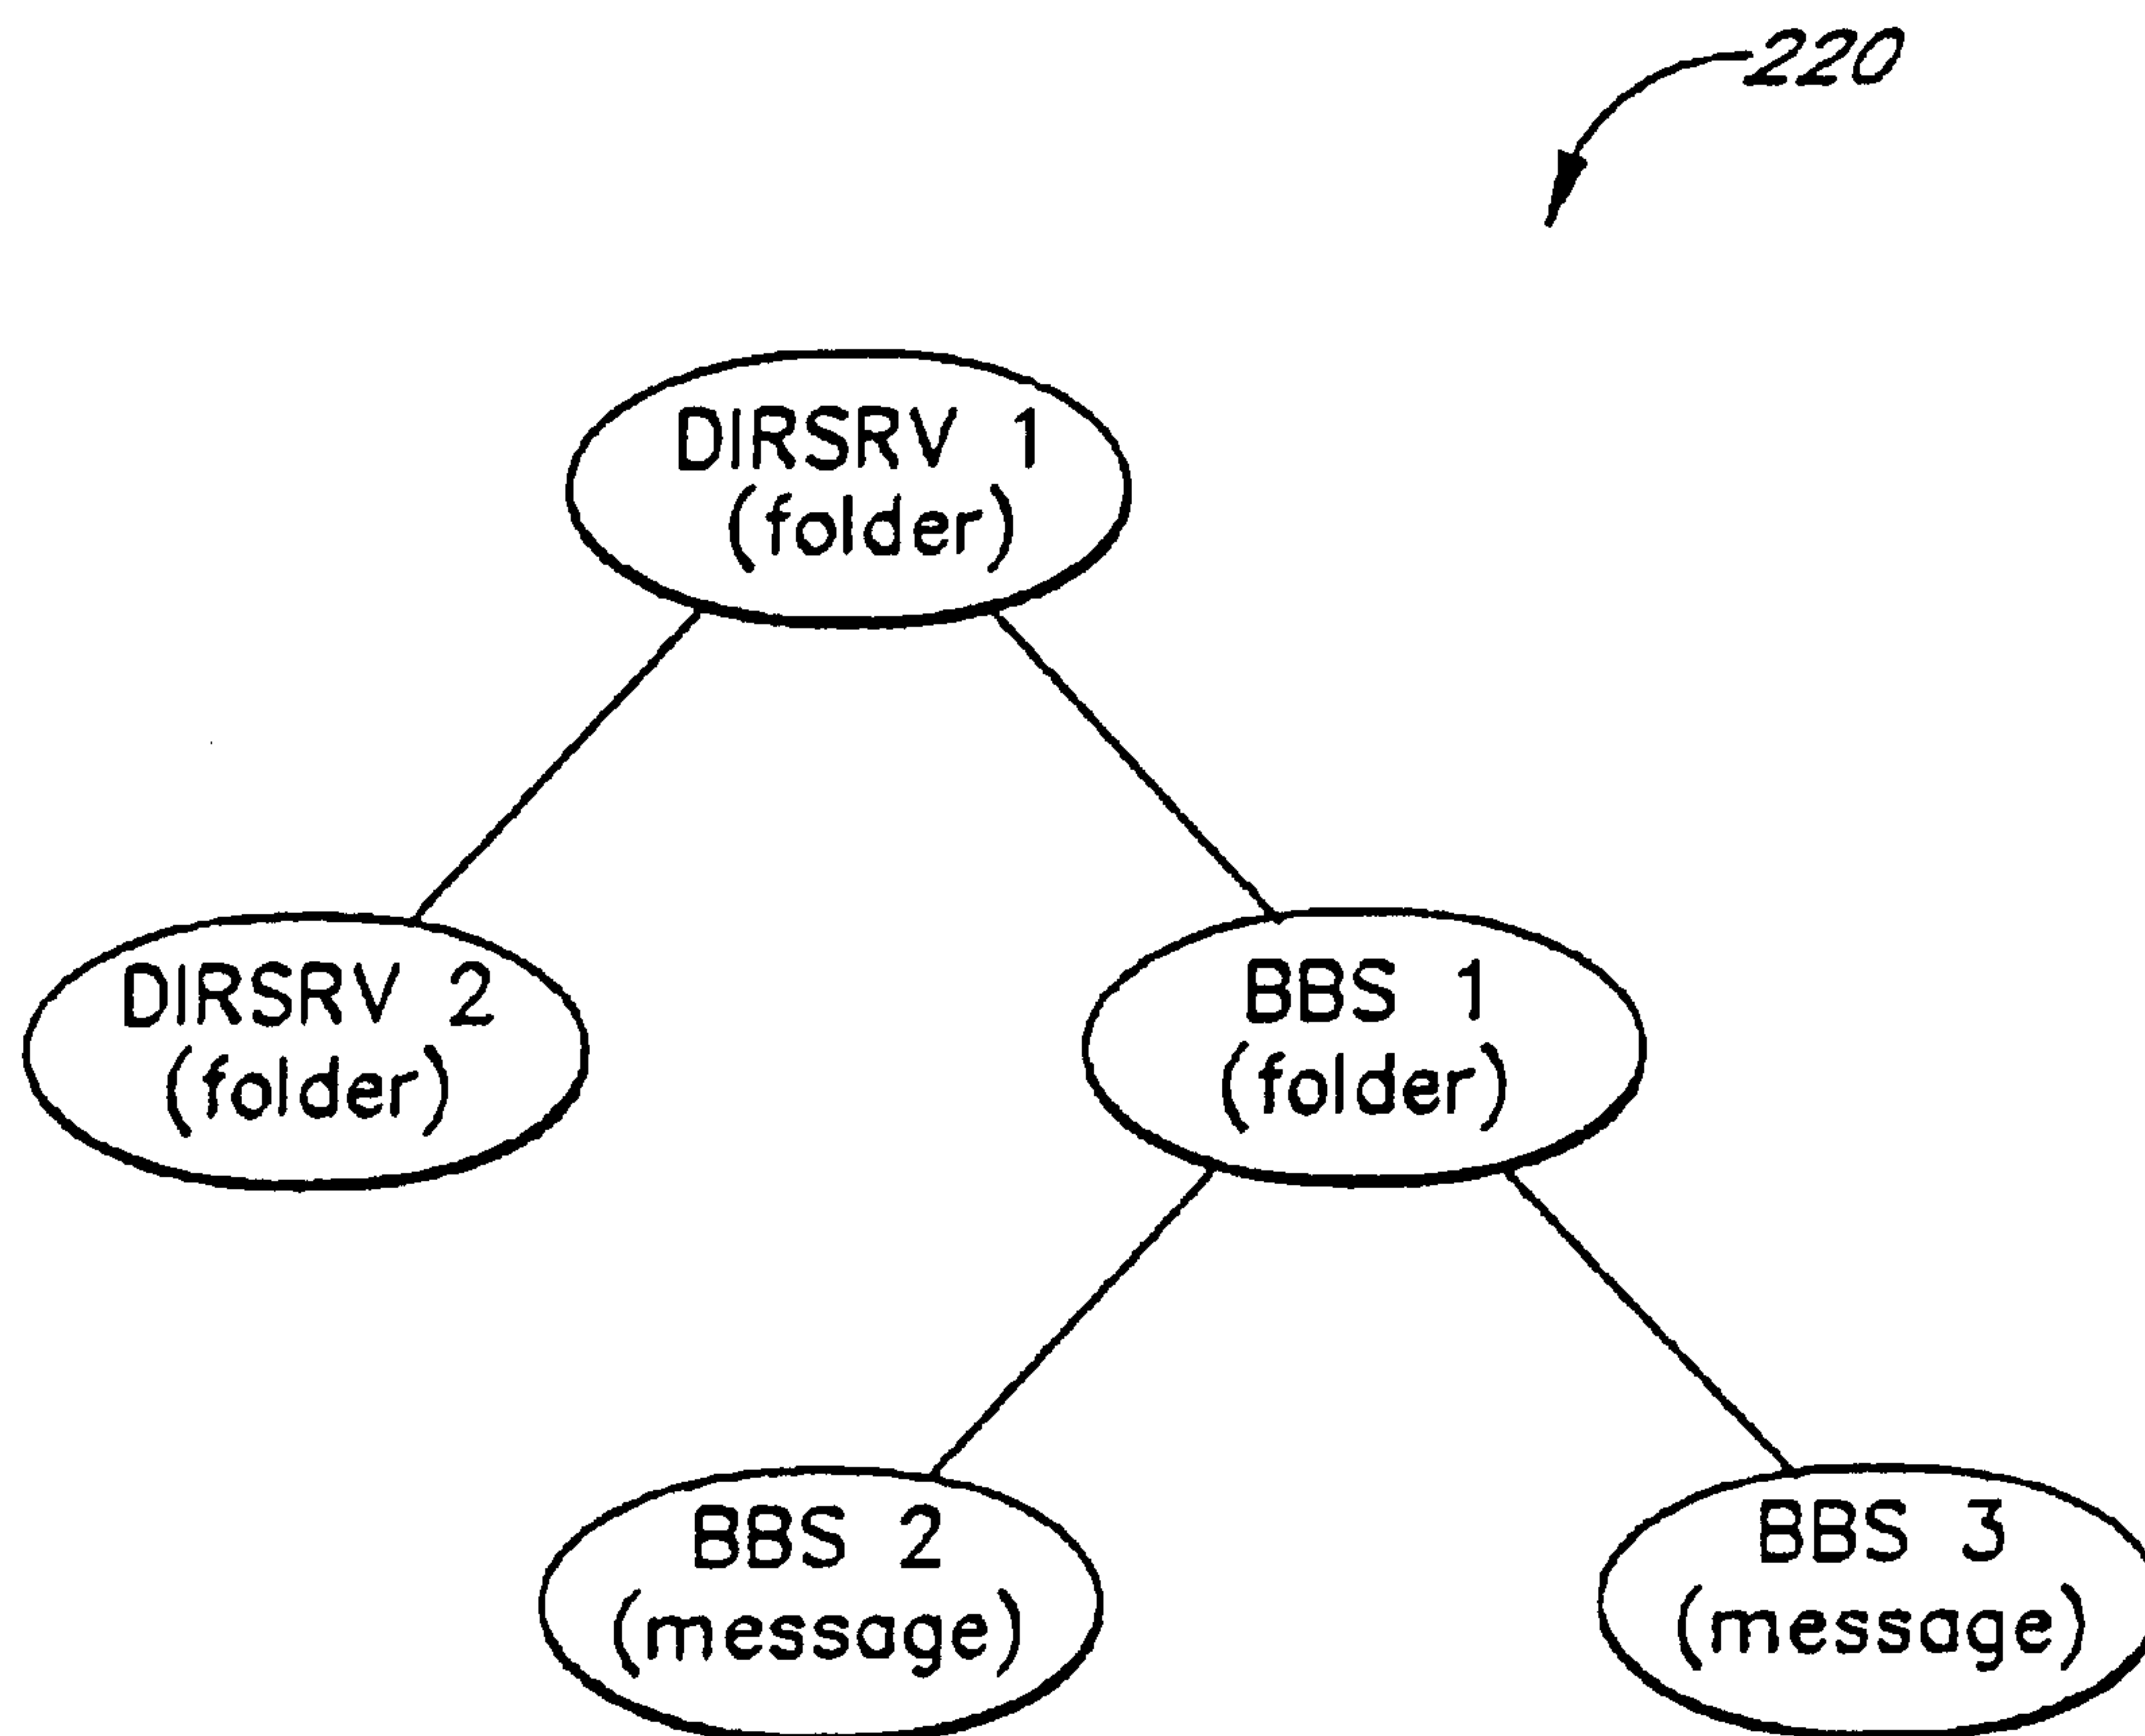 220
DIRSRV 1
(folder)
DIRSRV 2
(folder)
BBS 1
(folder)
BBS 2
(message)
BBS 3
(message)